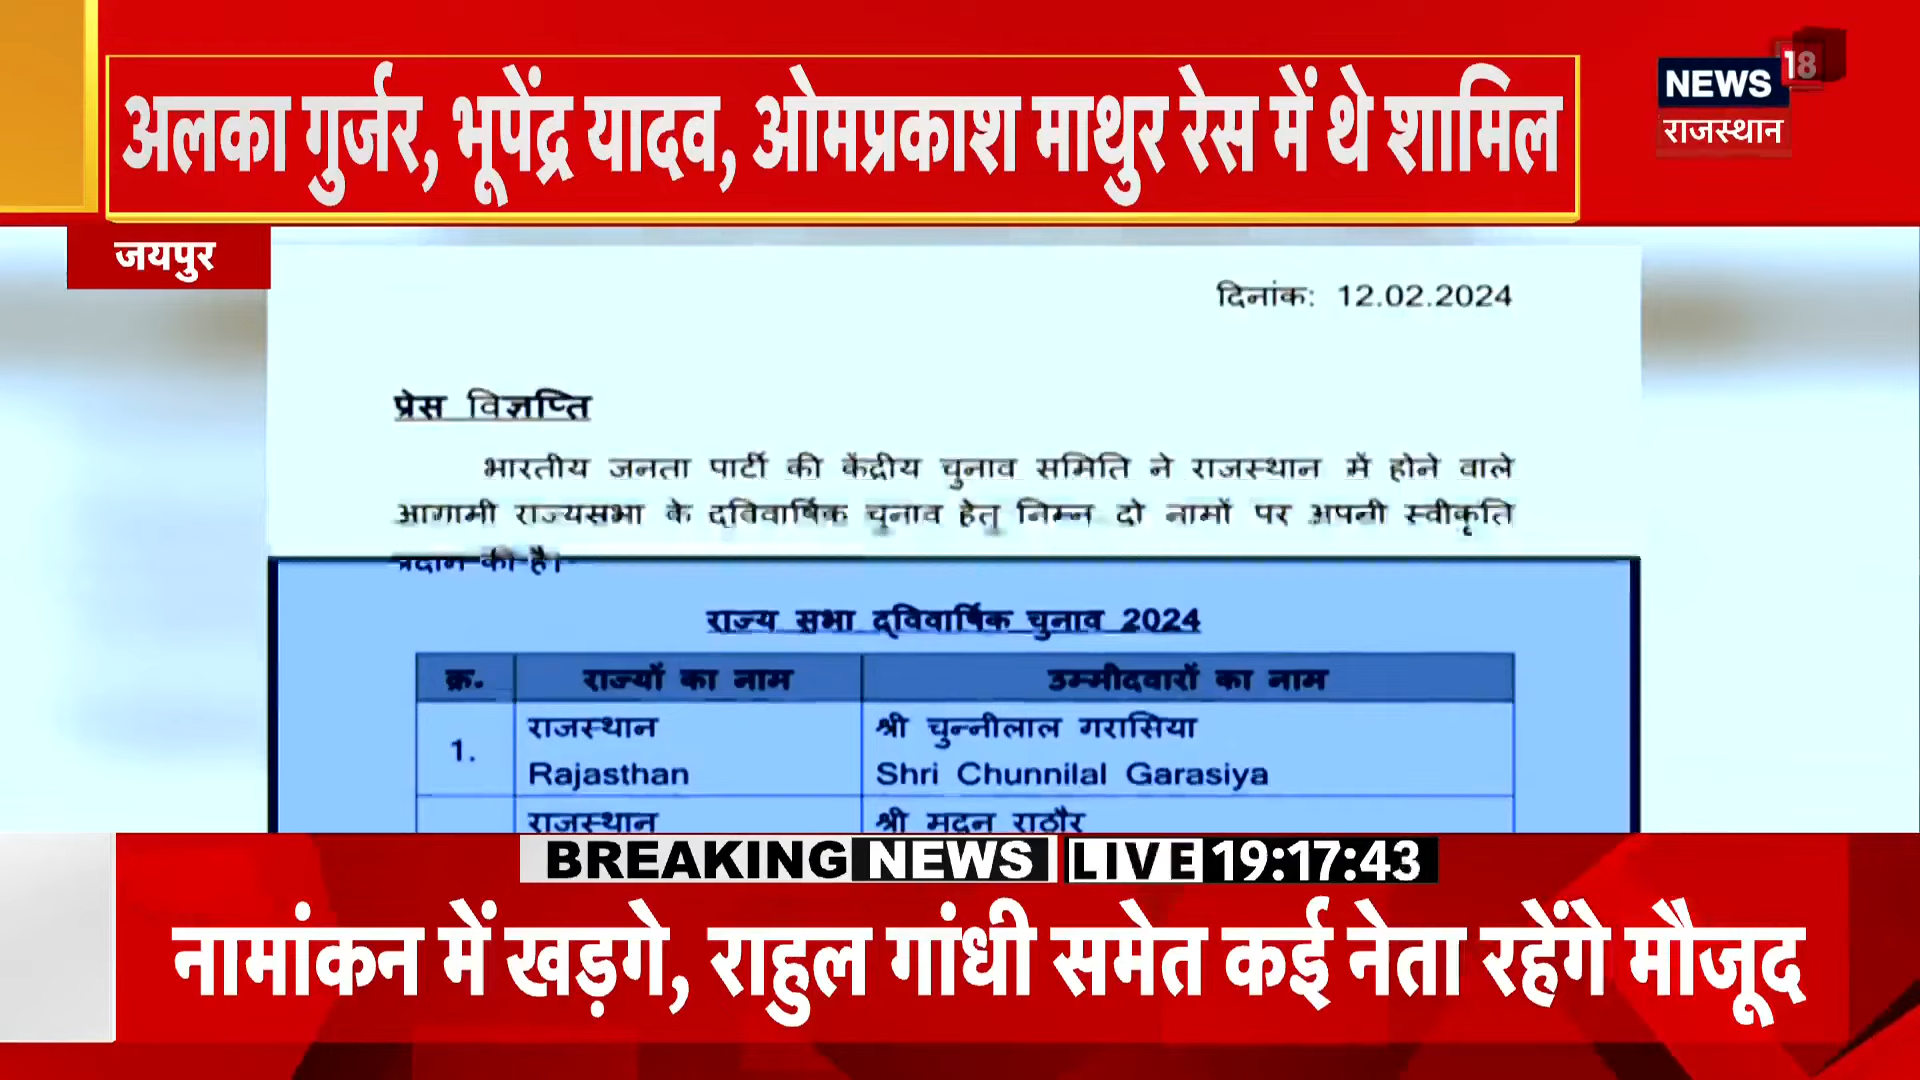 अलका गुर्जर, भूपेंद्र यादव, ओमप्रकाश माथुर रेस में थे शामिल
NEWS 18
राजस्थान
जयपुर
दिनांक: 12.02.2024
प्रेस विज्ञप्ति
भारतीय जनता पार्टी की केंद्रीय चुनाव समिति ने राजस्थान में होने वाले
आगामी राज्यसभा के द्विवार्षिक चुनाव हेतु निम्न दो नामों पर अपनी स्वीकृति
प्रदान की है।
राज्य सभा द्विवार्षिक चुनाव 2024
क्र. राज्यों का नाम उम्मीदवारों का नाम
राजस्थान श्री चुन्नीलाल गरासिया
1.
Rajasthan Shri Chunnilal Garasiya
राजस्थान श्री मदन राठौर
BREAKING NEWS LIVE 19:17:43
नामांकन में खड़गे, राहुल गांधी समेत कई नेता रहेंगे मौजूद